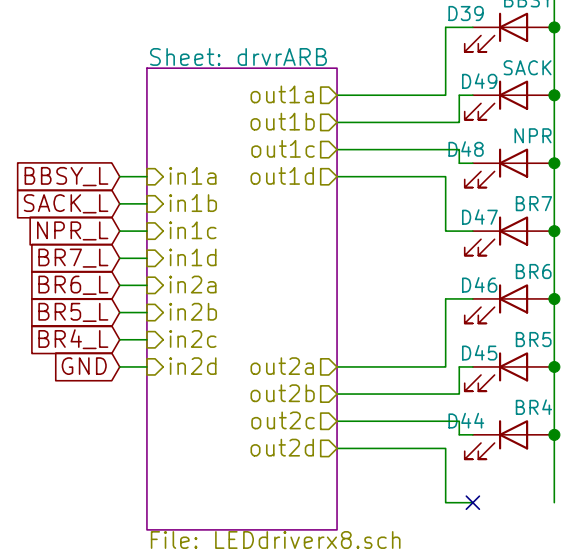 BBSY
D39
Sheet: drvrARB
SACK
D49
out1a
out1b
NPR
D48
out1c
out1d
BBSY_L in1a
SACK_L in1b
BR7
NPR_L in1c
D47
BR7_L in1d
BR6
BR6_L in2a
D46
BR5_L in2b
BR5
BR4_L in2c
D45
GND in2d
out2a
out2b
BR4
D44
out2c
out2d
File: LEDdriverx8.sch